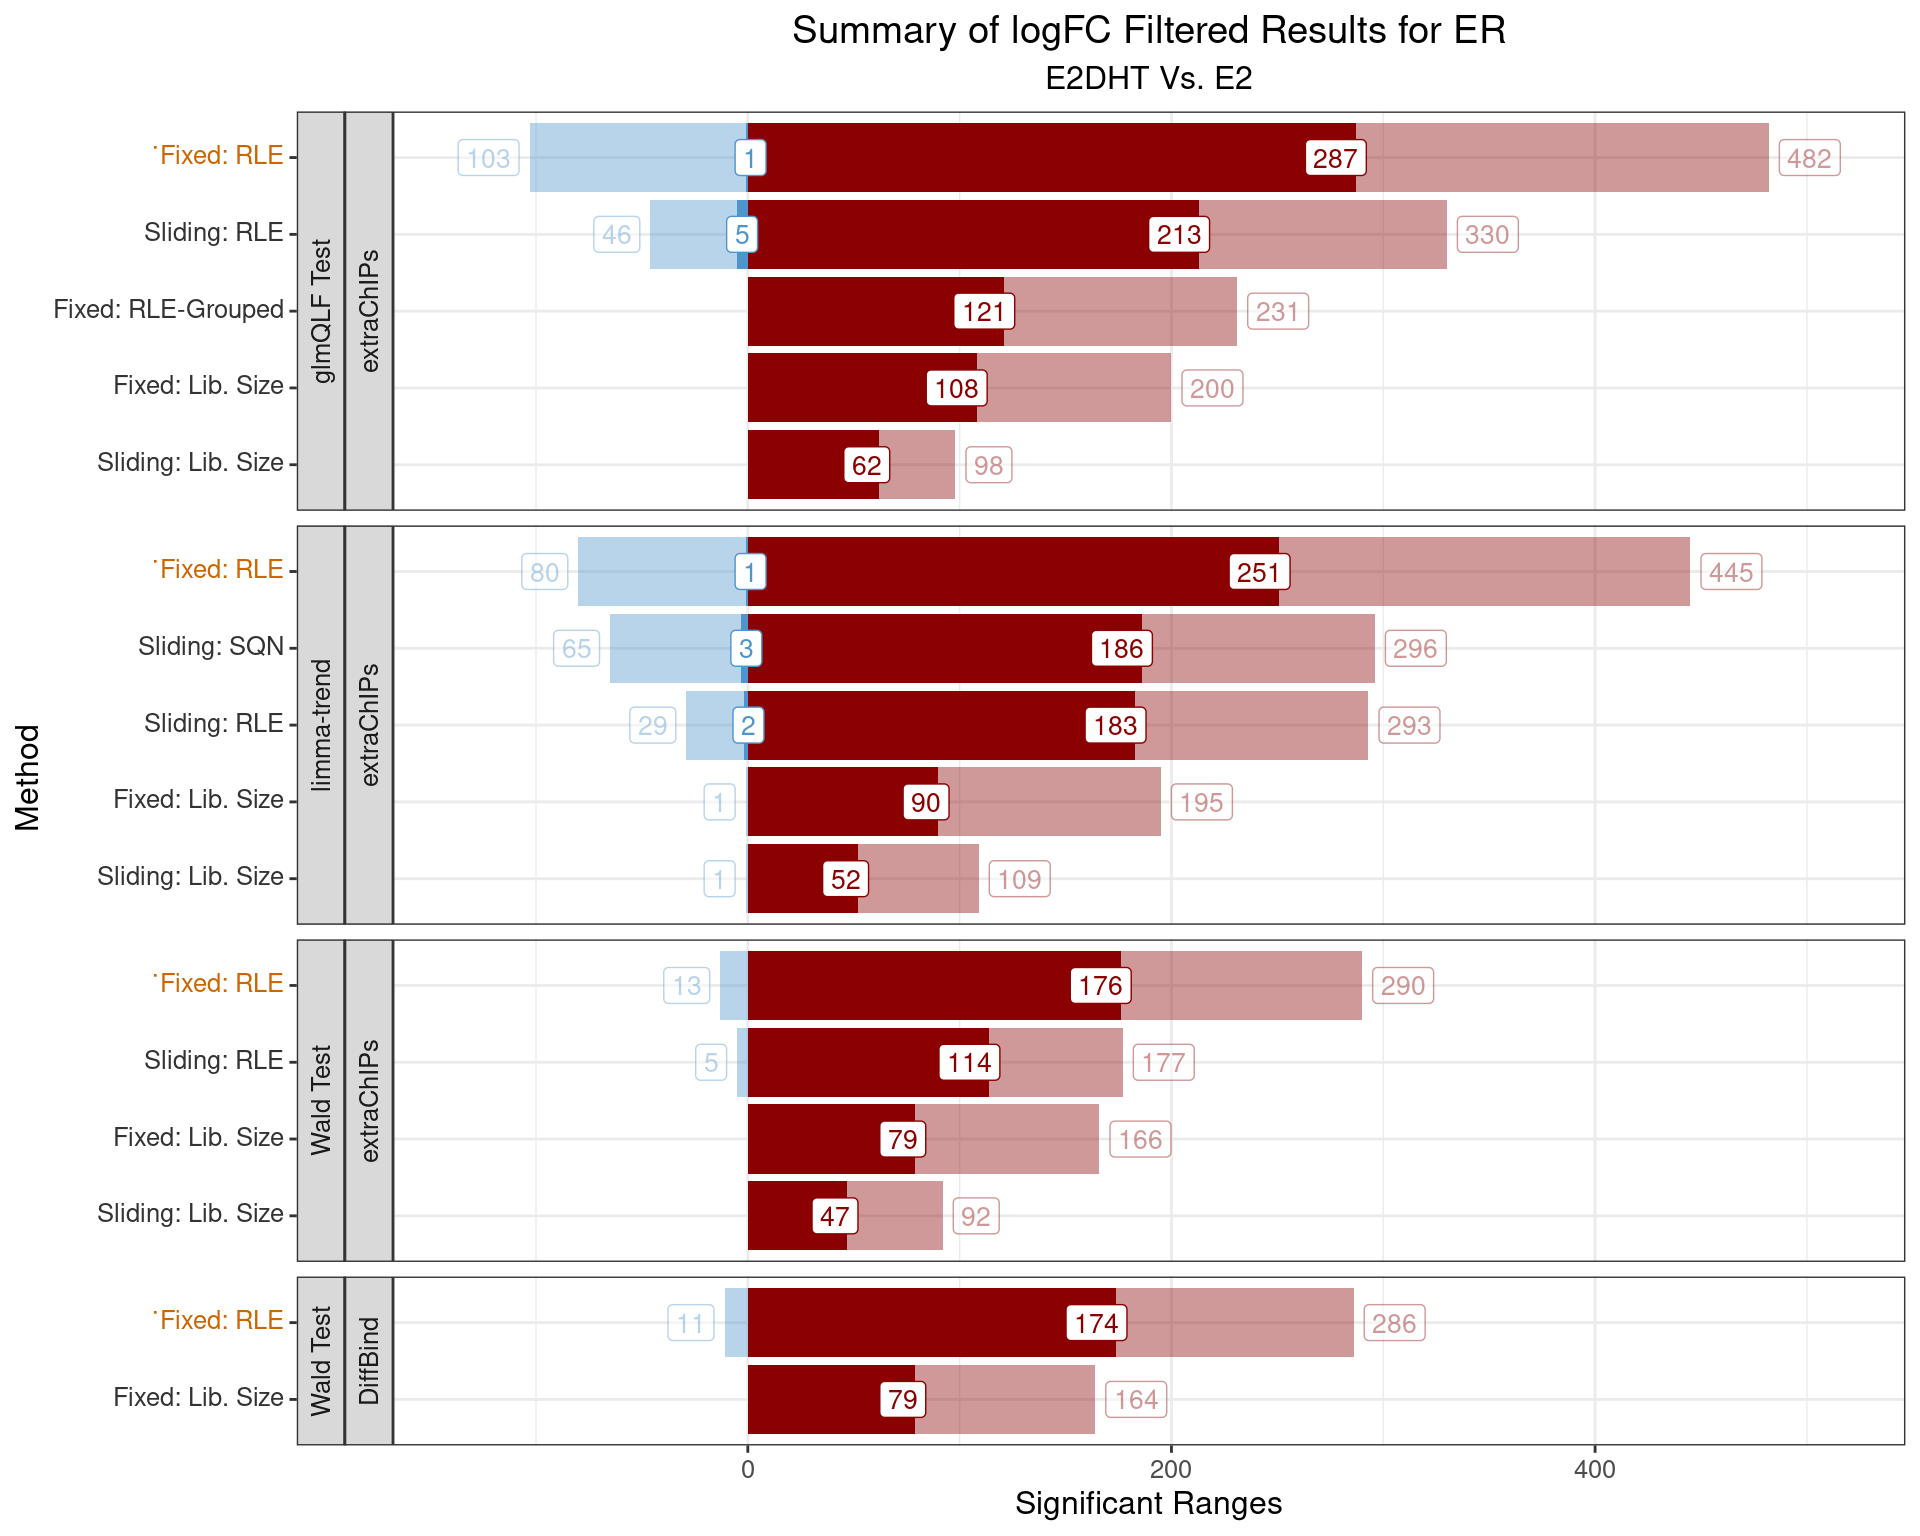 Summary of logFC Filtered Results for ER
E2DHT Vs. E2
Method
glmQLF Test
extraChIPs
˙Fixed: RLE
103
1
287
482
Sliding: RLE
46
5
213
330
Fixed: RLE-Grouped
121
231
Fixed: Lib. Size
108
200
Sliding: Lib. Size
62
98
limma-trend
extraChIPs
˙Fixed: RLE
80
1
251
445
Sliding: SQN
65
3
186
296
Sliding: RLE
29
2
183
293
Fixed: Lib. Size
1
90
195
Sliding: Lib. Size
1
52
109
Wald Test
extraChIPs
˙Fixed: RLE
13
176
290
Sliding: RLE
5
114
177
Fixed: Lib. Size
79
166
Sliding: Lib. Size
47
92
Wald Test
DiffBind
˙Fixed: RLE
11
174
286
Fixed: Lib. Size
79
164
0
200
400
Significant Ranges